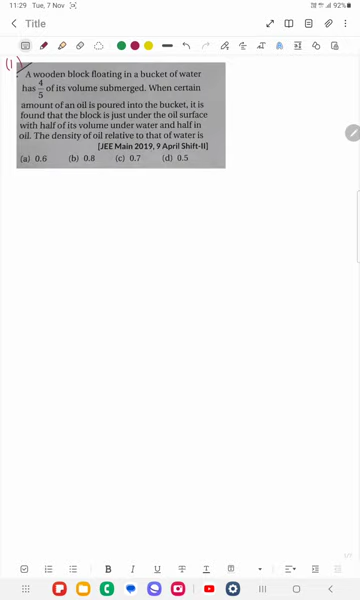 11:29 Tue, 7 Nov
92%
Title
(1)
A wooden block floating in a bucket of water
has 4/5 of its volume submerged. When certain
amount of an oil is poured into the bucket, it is
found that the block is just under the oil surface
with half of its volume under water and half in
oil. The density of oil relative to that of water is
[JEE Main 2019, 9 April Shift-II]
(a) 0.6 (b) 0.8 (c) 0.7 (d) 0.5
1/1
B I U T T